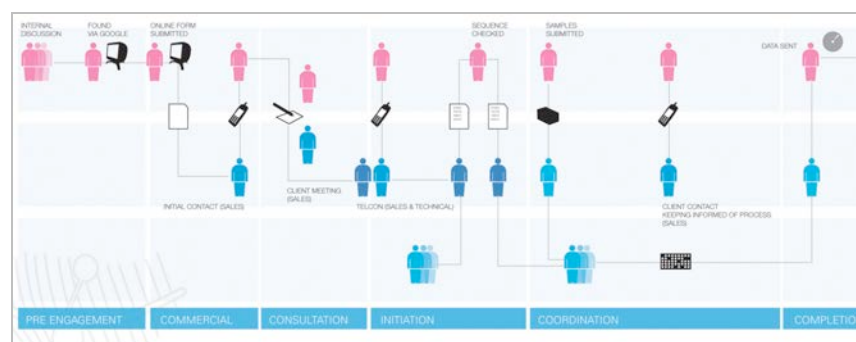 INTERNAL
DISCUSSION
FOUND
VIA GOOGLE
ONLINE FORM
SUBMITTED
SEQUENCE
CHECKED
SAMPLES
SUBMITTED
DATA SENT
INITIAL CONTACT (SALES)
CLIENT MEETING
(SALES)
TELCON (SALES & TECHNICAL)
CLIENT CONTACT
KEEPING INFORMED OF PROCESS
(SALES)
PRE ENGAGEMENT
COMMERCIAL
CONSULTATION
INITIATION
COORDINATION
COMPLETIO